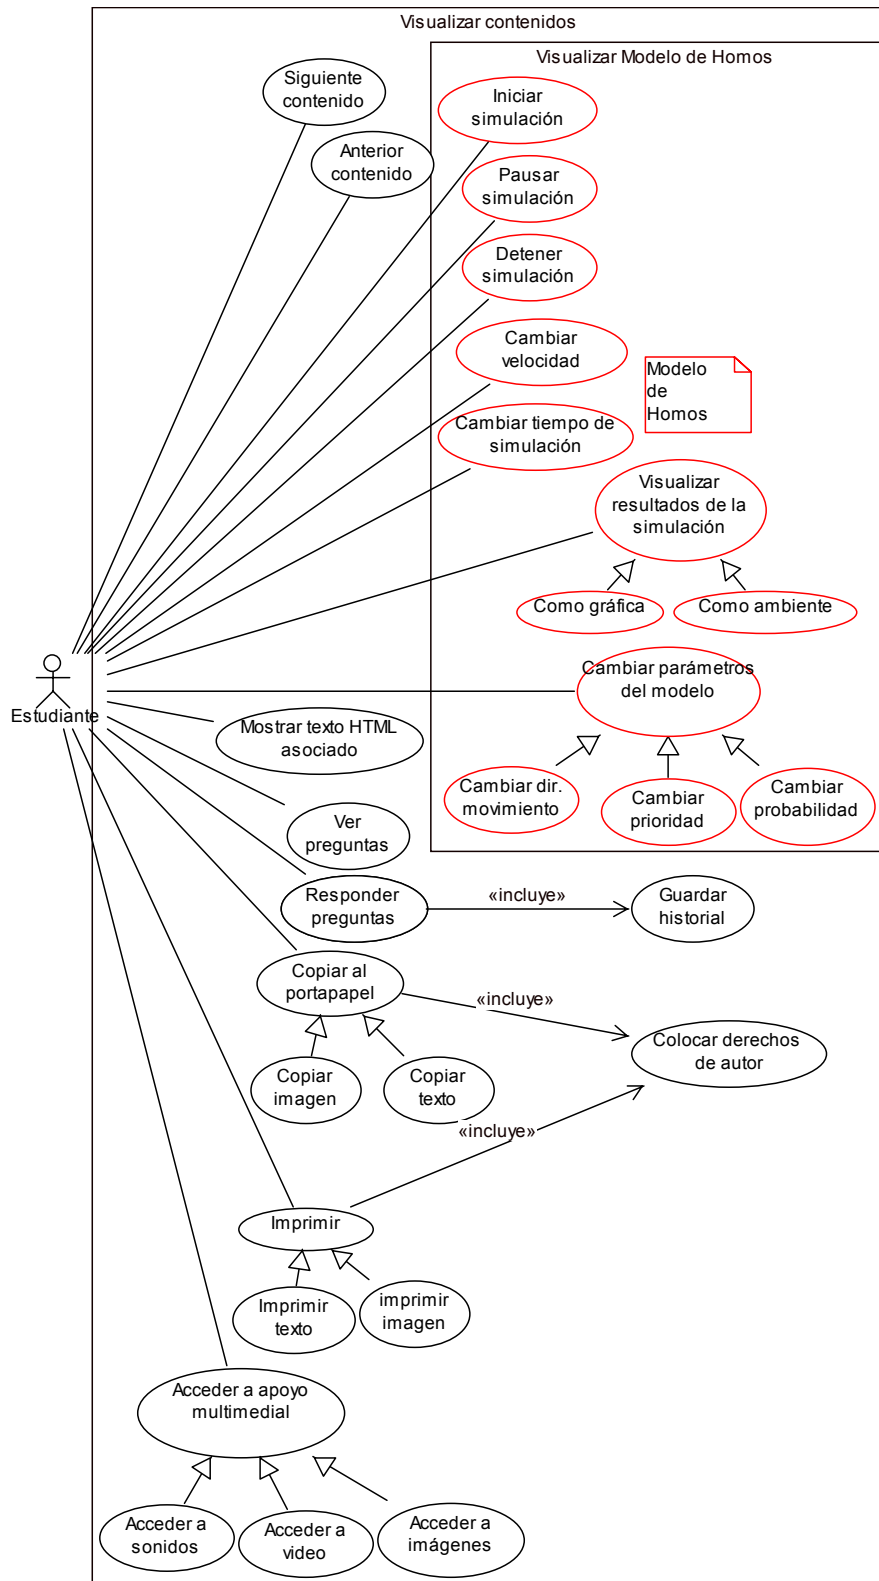 Visualizar contenidos
Visualizar Modelo de Homos
Siguiente
contenido
Iniciar
simulación
Anterior
contenido
Pausar
simulación
Detener
simulación
Cambiar
velocidad
Modelo
de
Homos
Cambiar tiempo de
simulación
Visualizar
resultados de la
simulación
Como gráfica
Como ambiente
Estudiante
Cambiar parámetros
del modelo
Mostrar texto HTML
asociado
Cambiar dir.
movimiento
Cambiar
prioridad
Cambiar
probabilidad
Ver
preguntas
Responder
preguntas
«incluye»
Guardar
historial
Copiar al
portapapel
«incluye»
Colocar derechos
de autor
Copiar
imagen
Copiar
texto
«incluye»
Imprimir
Imprimir
texto
imprimir
imagen
Acceder a apoyo
multimedial
Acceder a
sonidos
Acceder a
video
Acceder a
imágenes